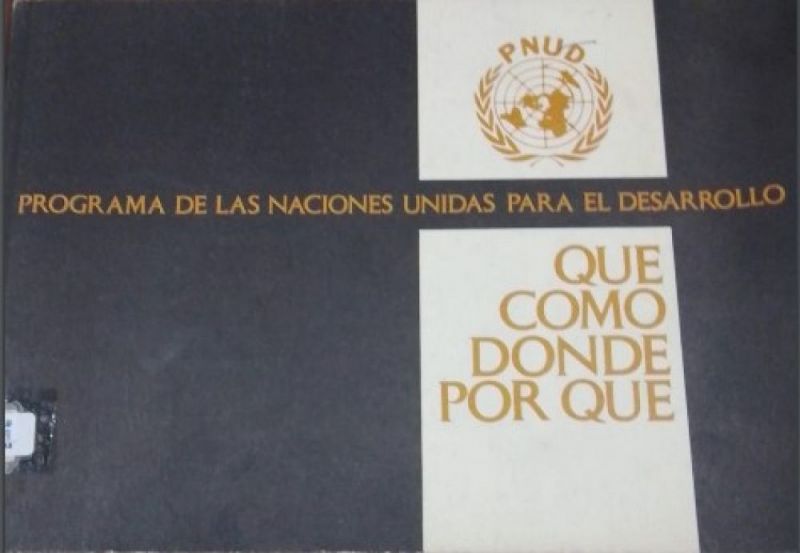 PNUD
PROGRAMA DE LAS NACIONES UNIDAS PARA EL DESARROLLO
QUE
COMO
DONDE
POR QUE